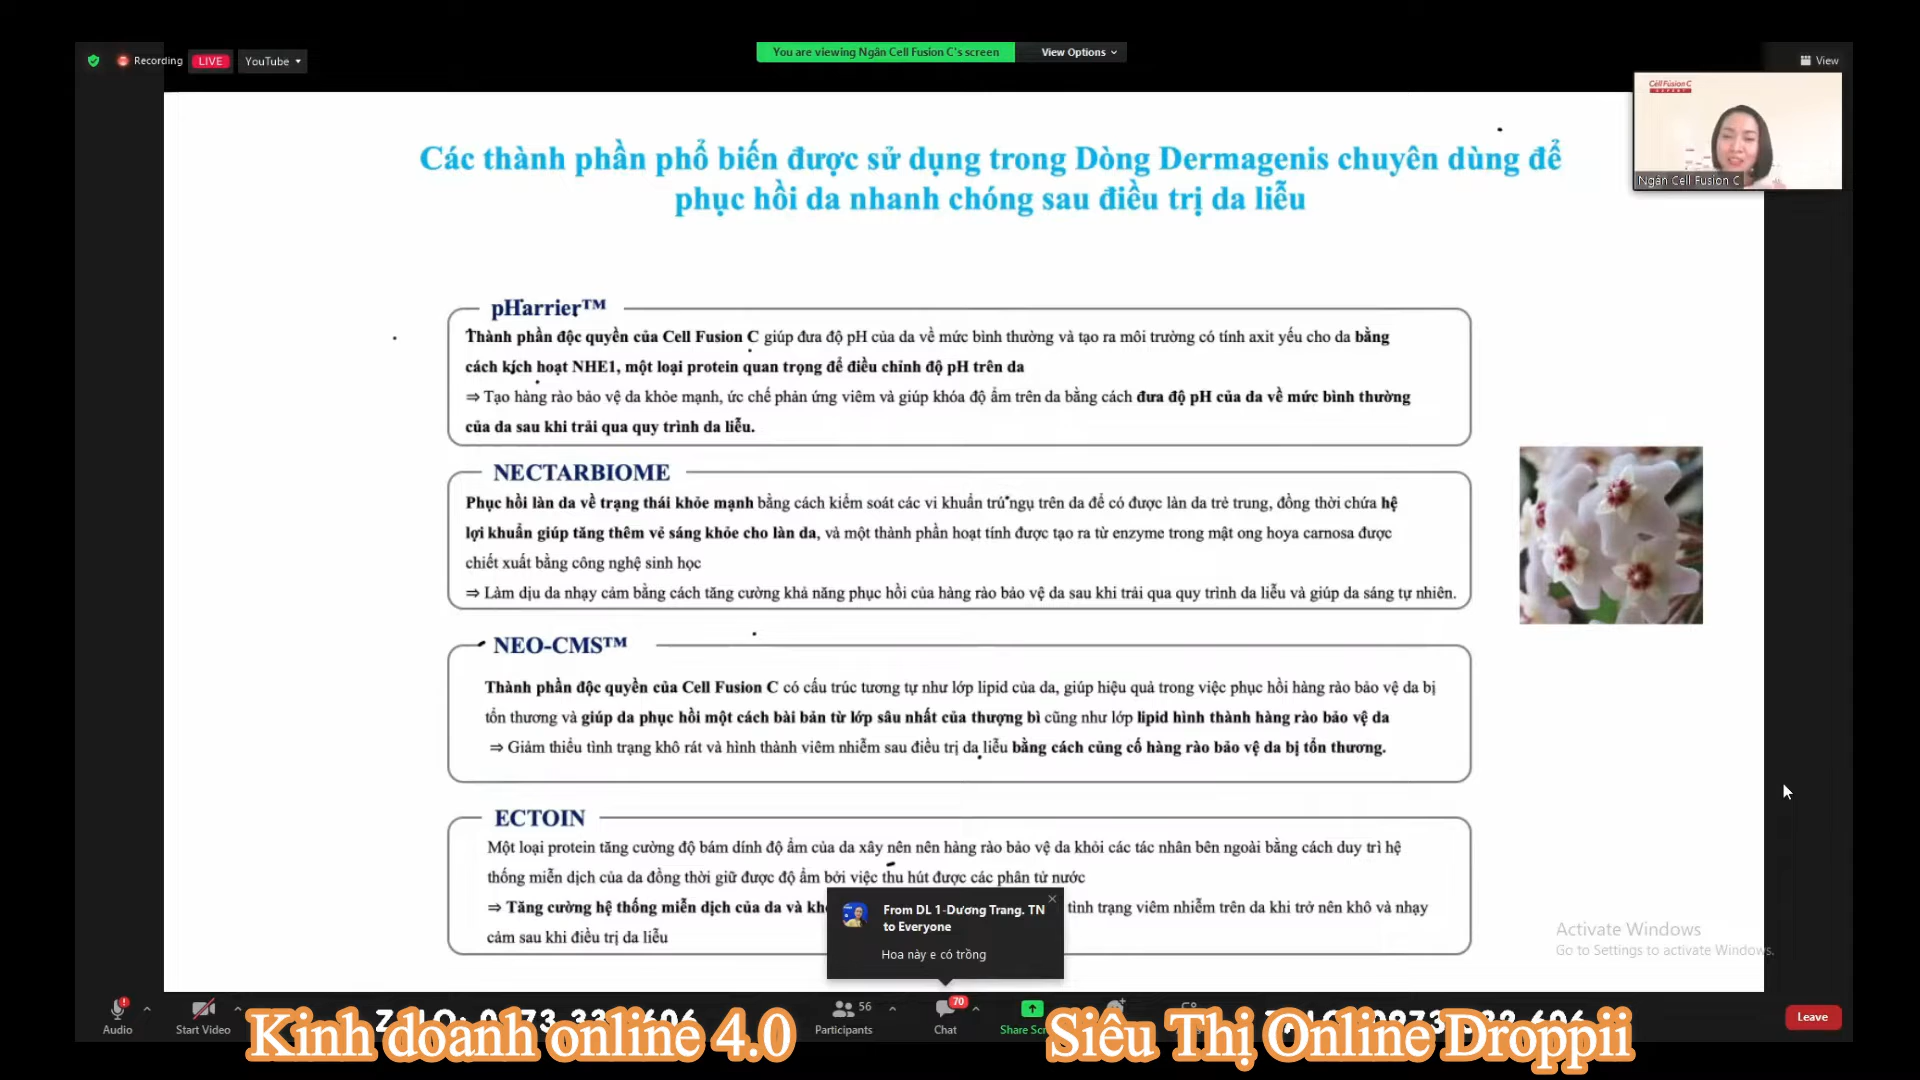 Recording LIVE YouTube
You are viewing Ngân Cell Fusion C's screen View Options
View
Cell Fusion C
EXPERT
Ngân Cell Fusion C
Các thành phần phổ biến được sử dụng trong Dòng Dermagenis chuyên dùng để
phục hồi da nhanh chóng sau điều trị da liễu
pHarrier™
Thành phần độc quyền của Cell Fusion C giúp đưa độ pH của da về mức bình thường và tạo ra môi trường có tính axit yếu cho da bằng
cách kích hoạt NHE1, một loại protein quan trọng để điều chỉnh độ pH trên da
⇒ Tạo hàng rào bảo vệ da khỏe mạnh, ức chế phản ứng viêm và giúp khóa độ ẩm trên da bằng cách đưa độ pH của da về mức bình thường
của da sau khi trải qua quy trình da liễu.
NECTARBIOME
Phục hồi làn da về trạng thái khỏe mạnh bằng cách kiểm soát các vi khuẩn trú ngụ trên da để có được làn da trẻ trung, đồng thời chứa hệ
lợi khuẩn giúp tăng thêm vẻ sáng khỏe cho làn da, và một thành phần hoạt tính được tạo ra từ enzyme trong mật ong hoya carnosa được
chiết xuất bằng công nghệ sinh học
⇒ Làm dịu da nhạy cảm bằng cách tăng cường khả năng phục hồi của hàng rào bảo vệ da sau khi trải qua quy trình da liễu và giúp da sáng tự nhiên.
NEO-CMS™
Thành phần độc quyền của Cell Fusion C có cấu trúc tương tự như lớp lipid của da, giúp hiệu quả trong việc phục hồi hàng rào bảo vệ da bị
tổn thương và giúp da phục hồi một cách bài bản từ lớp sâu nhất của thượng bì cũng như lớp lipid hình thành hàng rào bảo vệ da
⇒ Giảm thiểu tình trạng khô rát và hình thành viêm nhiễm sau điều trị da liễu bằng cách củng cố hàng rào bảo vệ da bị tổn thương.
ECTOIN
Một loại protein tăng cường độ bám dính độ ẩm của da xây nên nên hàng rào bảo vệ da khỏi các tác nhân bên ngoài bằng cách duy trì hệ
thống miễn dịch của da đồng thời giữ được độ ẩm bởi việc thu hút được các phân tử nước
⇒ Tăng cường hệ thống miễn dịch của da và tình trạng viêm nhiễm trên da khi trở nên khô và nhạy
cảm sau khi điều trị da liễu
From DL 1-Dương Trang. TN
to Everyone
Hoa này e có trồng
Activate Windows
Go to Settings to activate Windows.
56 70
Audio Start Video Participants Chat Share Leave
Kinh doanh online 4.0 Siêu Thị Online Droppii